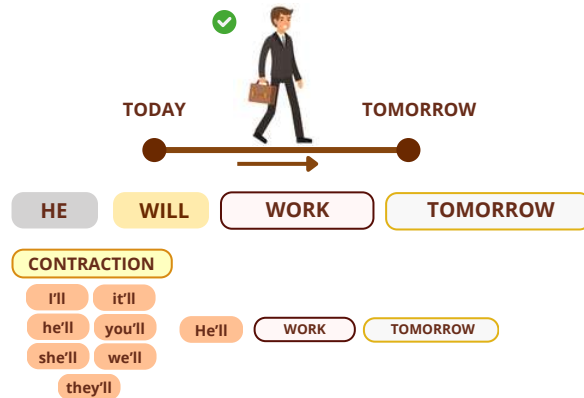 TODAY TOMORROW
HE WILL WORK TOMORROW
CONTRACTION
I'll it'll
he'll you'll
she'll we'll
they'll
He'll WORK TOMORROW